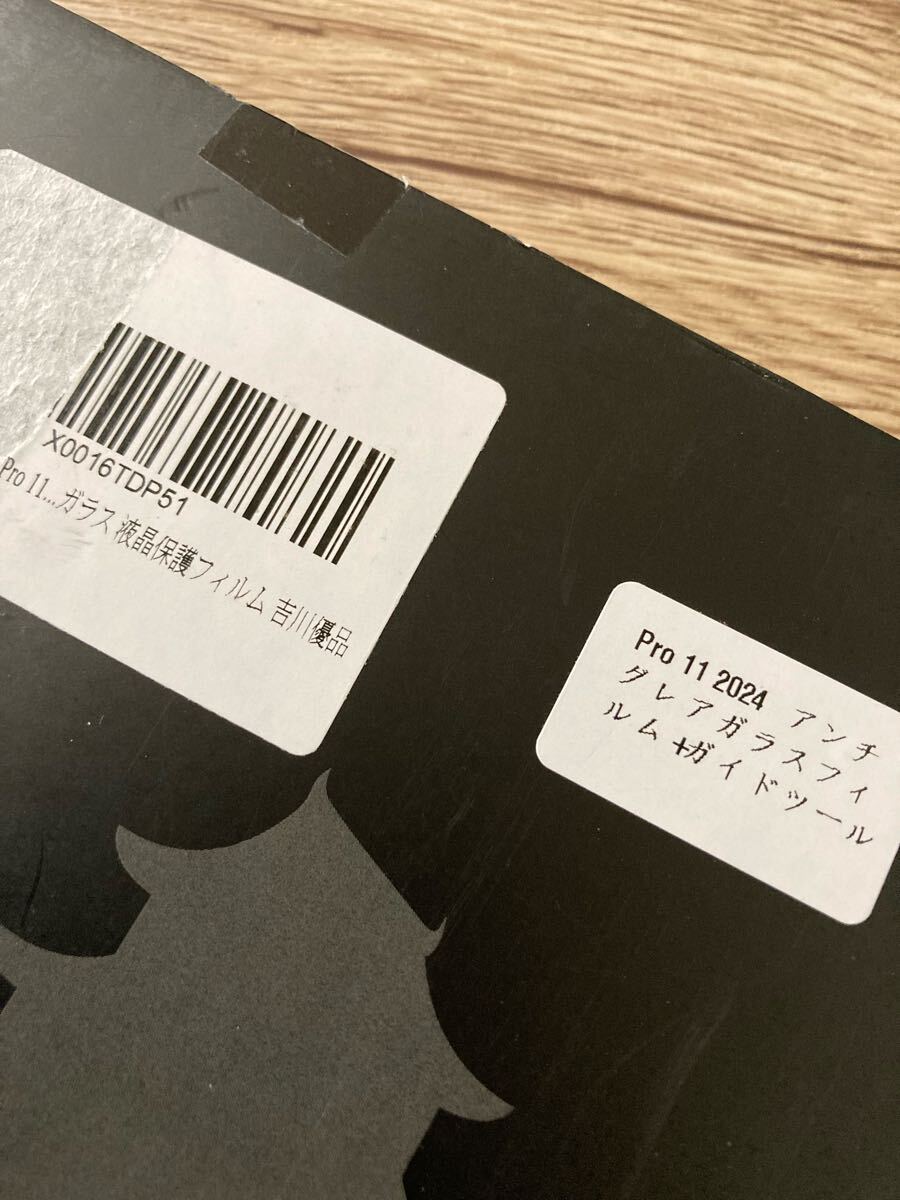 X0016TDP51
Pro 11...ガラス 液晶保護フィルム 吉川優品
Pro 11 2024 アンチ
グレアガラスフィ
ルム +ガイドツール